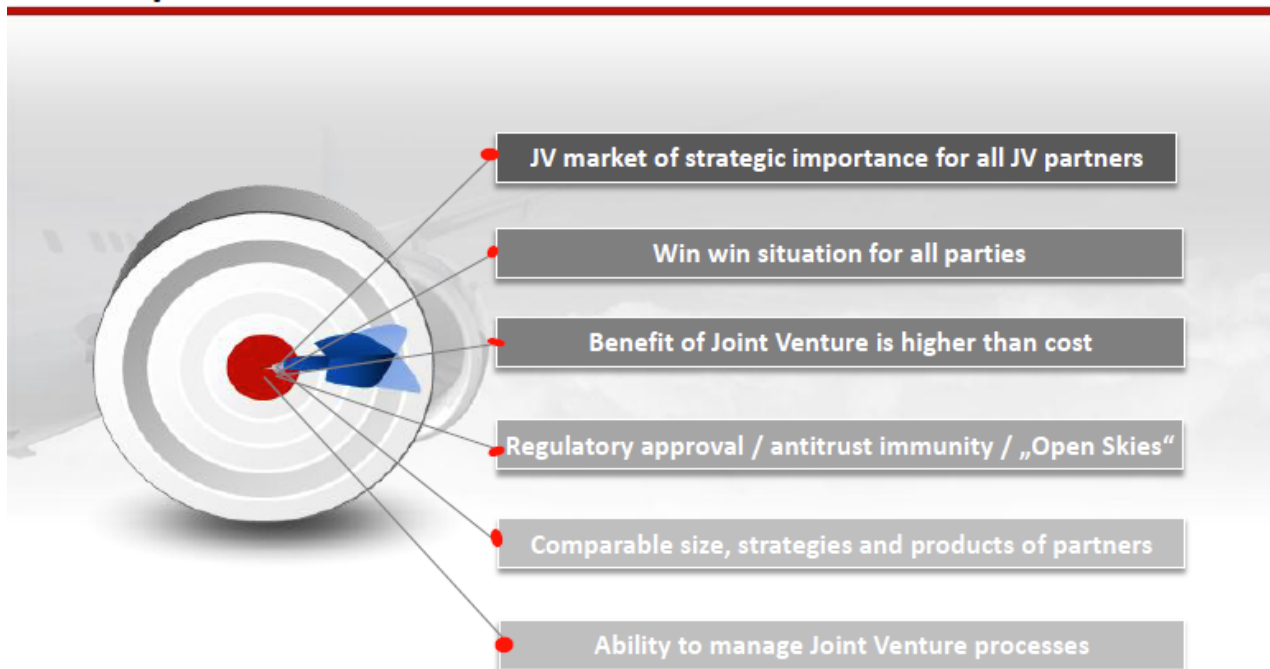 JV market of strategic importance for all JV partners
Win win situation for all parties
Benefit of Joint Venture is higher than cost
Regulatory approval / antitrust immunity / „Open Skies“
Comparable size, strategies and products of partners
Ability to manage Joint Venture processes